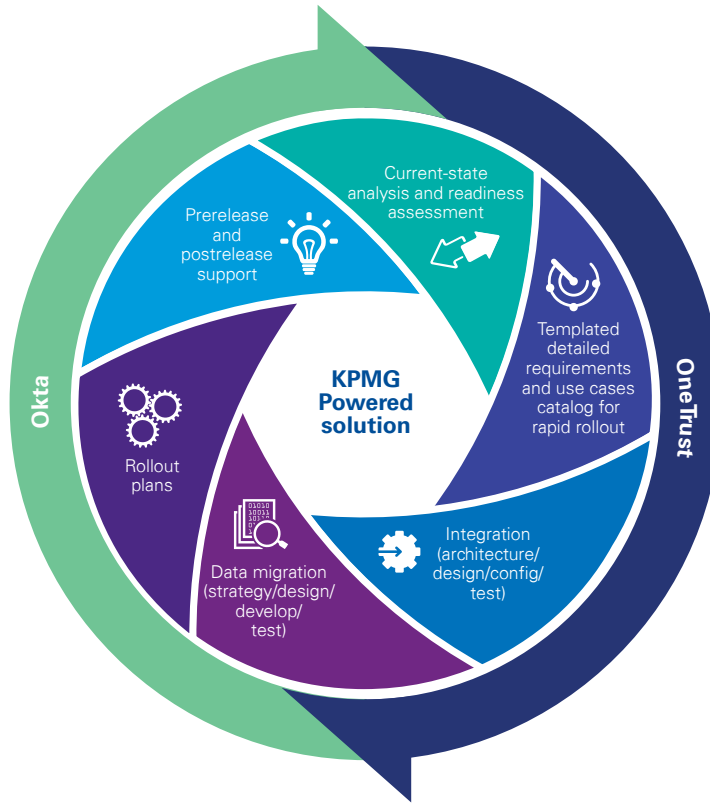 Current-state
analysis and readiness
assessment
Templated
detailed
requirements
and use cases
catalog for
rapid rollout
Integration
(architecture/
design/config/
test)
Data migration
(strategy/design/
develop/
test)
Rollout
plans
Prerelease
and
postrelease
support
KPMG
Powered
solution
Okta
OneTrust